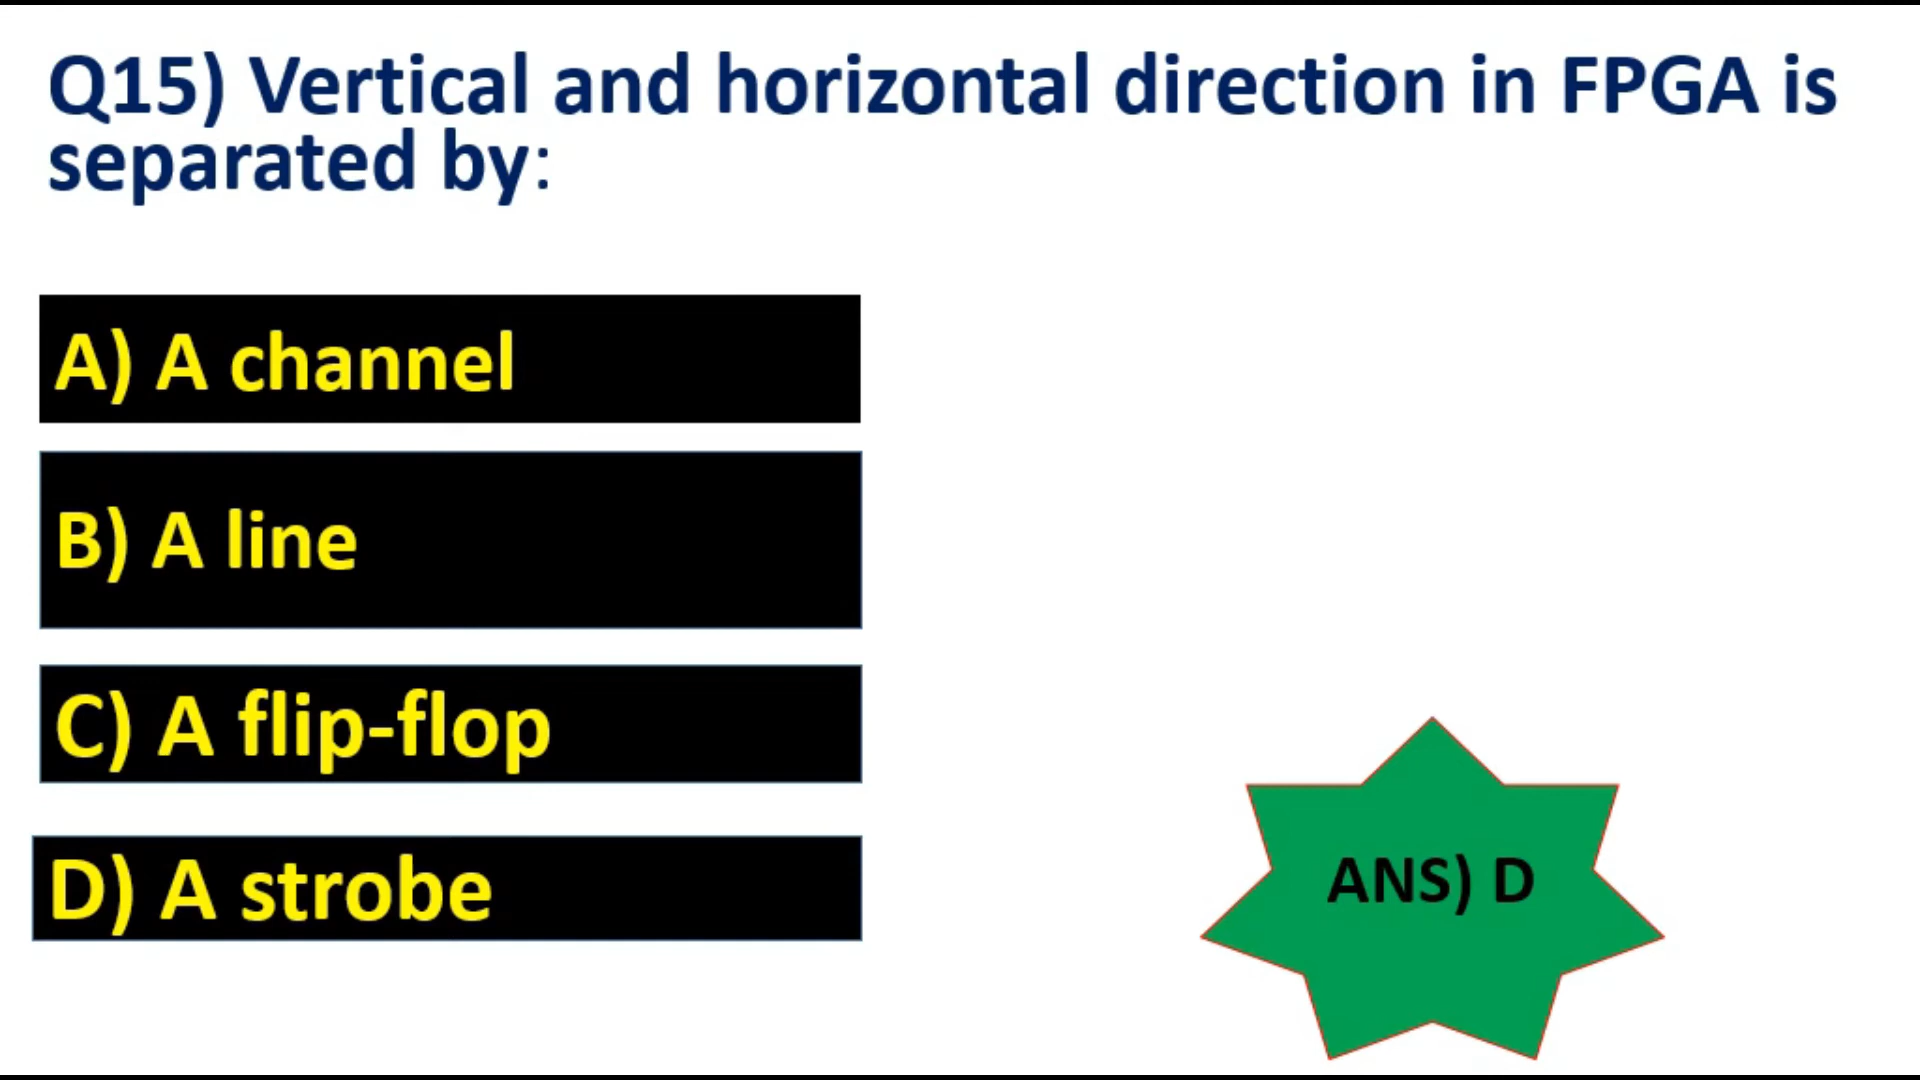 Q15) Vertical and horizontal direction in FPGA is
separated by:
A) A channel
B) A line
C) A flip-flop
D) A strobe
ANS) D